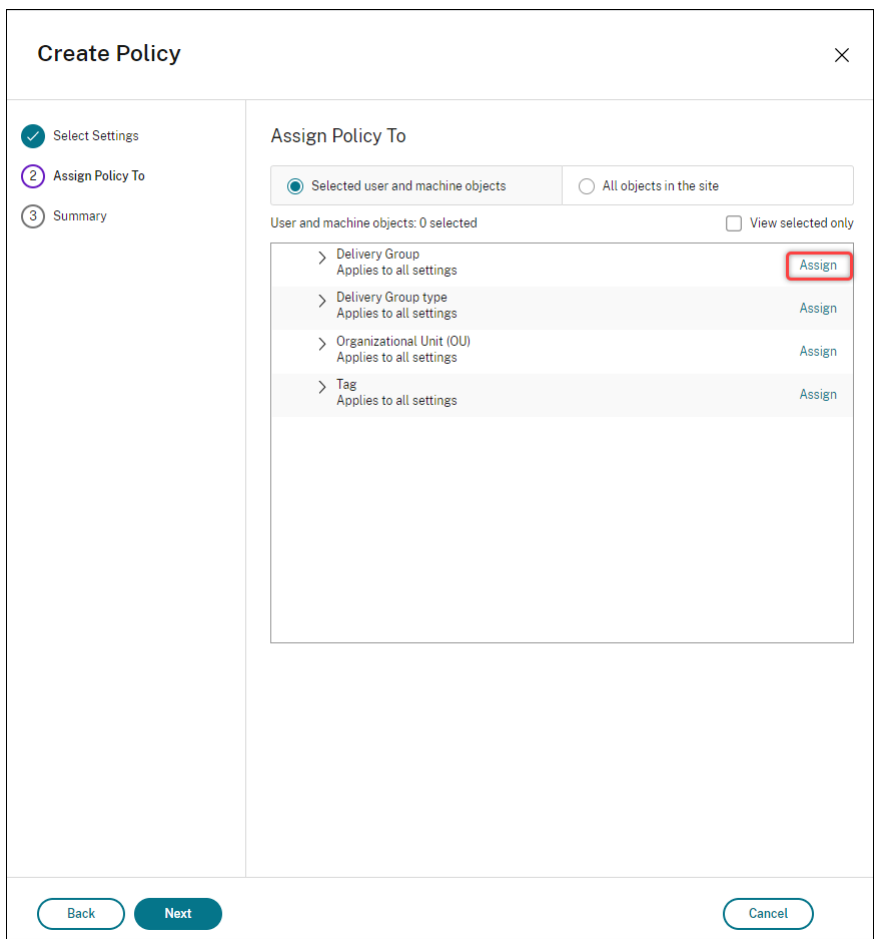 Create Policy
Select Settings
2 Assign Policy To
3 Summary
Assign Policy To
Selected user and machine objects
All objects in the site
User and machine objects: 0 selected
View selected only
Delivery Group
Applies to all settings
Assign
Delivery Group type
Applies to all settings
Assign
Organizational Unit (OU)
Applies to all settings
Assign
Tag
Applies to all settings
Assign
Back
Next
Cancel